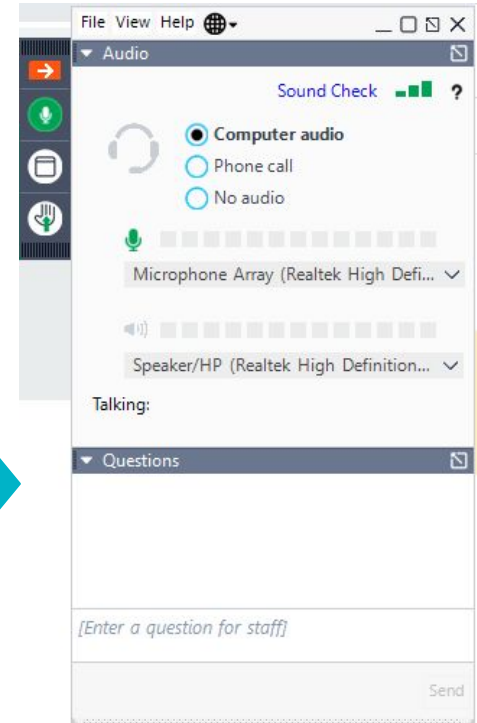 File View Help
Audio
Sound Check ?
Computer audio
Phone call
No audio
Microphone Array (Realtek High Defi...
Speaker/HP (Realtek High Definition...
Talking:
Questions
[Enter a question for staff]
Send